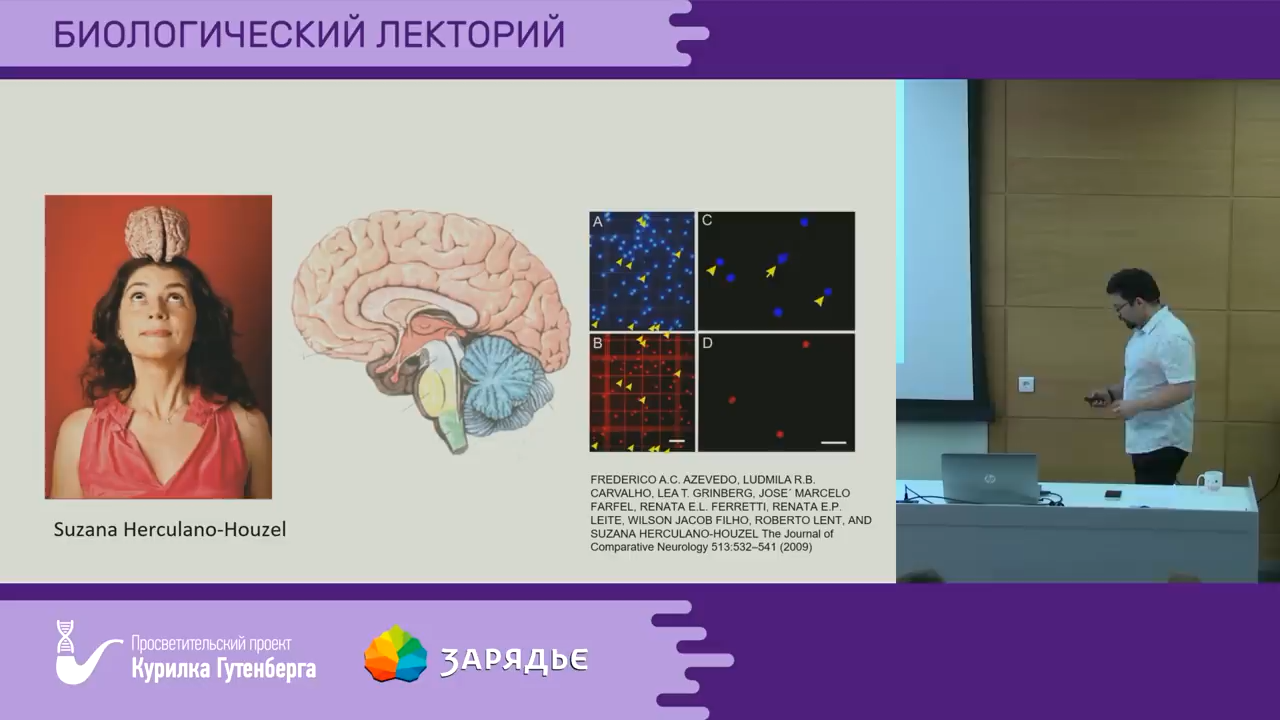 БИОЛОГИЧЕСКИЙ ЛЕКТОРИЙ
A
C
B
D
Suzana Herculano-Houzel
FREDERICO A.C. AZEVEDO, LUDMILA R.B.
CARVALHO, LEA T. GRINBERG, JOSE´ MARCELO
FARFEL, RENATA E.L. FERRETTI, RENATA E.P.
LEITE, WILSON JACOB FILHO, ROBERTO LENT, AND
SUZANA HERCULANO-HOUZEL The Journal of
Comparative Neurology 513:532–541 (2009)
hp
Просветительский проект
Курилка Гутенберга
ЗАРЯДЬЕ